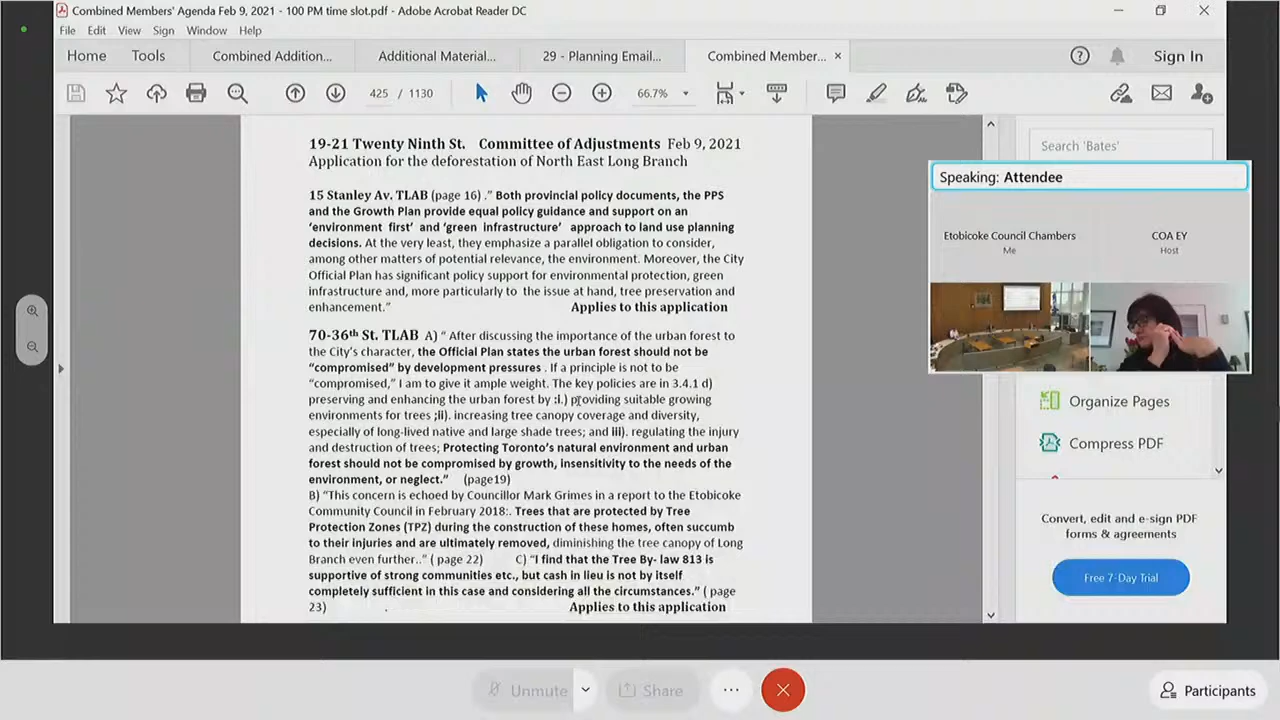 Combined Members' Agenda Feb 9, 2021 - 100 PM time slot.pdf - Adobe Acrobat Reader DC
File Edit View Sign Window Help
Home Tools Combined Addition... Additional Material... 29 - Planning Email... Combined Member... × Sign In
425 / 1130 66.7%
Search 'Bates'
19-21 Twenty Ninth St. Committee of Adjustments Feb 9, 2021
Application for the deforestation of North East Long Branch
15 Stanley Av. TLAB (page 16) ." Both provincial policy documents, the PPS
and the Growth Plan provide equal policy guidance and support on an
'environment first' and 'green infrastructure' approach to land use planning
decisions. At the very least, they emphasize a parallel obligation to consider,
among other matters of potential relevance, the environment. Moreover, the City
Official Plan has significant policy support for environmental protection, green
infrastructure and, more particularly to the issue at hand, tree preservation and
enhancement." Applies to this application
70-36th St. TLAB A) " After discussing the importance of the urban forest to
the City's character, the Official Plan states the urban forest should not be
"compromised" by development pressures . If a principle is not to be
"compromised," I am to give it ample weight. The key policies are in 3.4.1 d)
preserving and enhancing the urban forest by :i.) providing suitable growing
environments for trees ;ii). increasing tree canopy coverage and diversity,
especially of long-lived native and large shade trees; and iii). regulating the injury
and destruction of trees; Protecting Toronto's natural environment and urban
forest should not be compromised by growth, insensitivity to the needs of the
environment, or neglect." (page19)
B) "This concern is echoed by Councillor Mark Grimes in a report to the Etobicoke
Community Council in February 2018:. Trees that are protected by Tree
Protection Zones (TPZ) during the construction of these homes, often succumb
to their injuries and are ultimately removed, diminishing the tree canopy of Long
Branch even further.." ( page 22) C) "I find that the Tree By- law 813 is
supportive of strong communities etc., but cash in lieu is not by itself
completely sufficient in this case and considering all the circumstances." ( page
23) . Applies to this application
Speaking: Attendee
Etobicoke Council Chambers
Me
COA EY
Host
Organize Pages
Compress PDF
Convert, edit and e-sign PDF
forms & agreements
Free 7-Day Trial
Unmute Share ... Participants